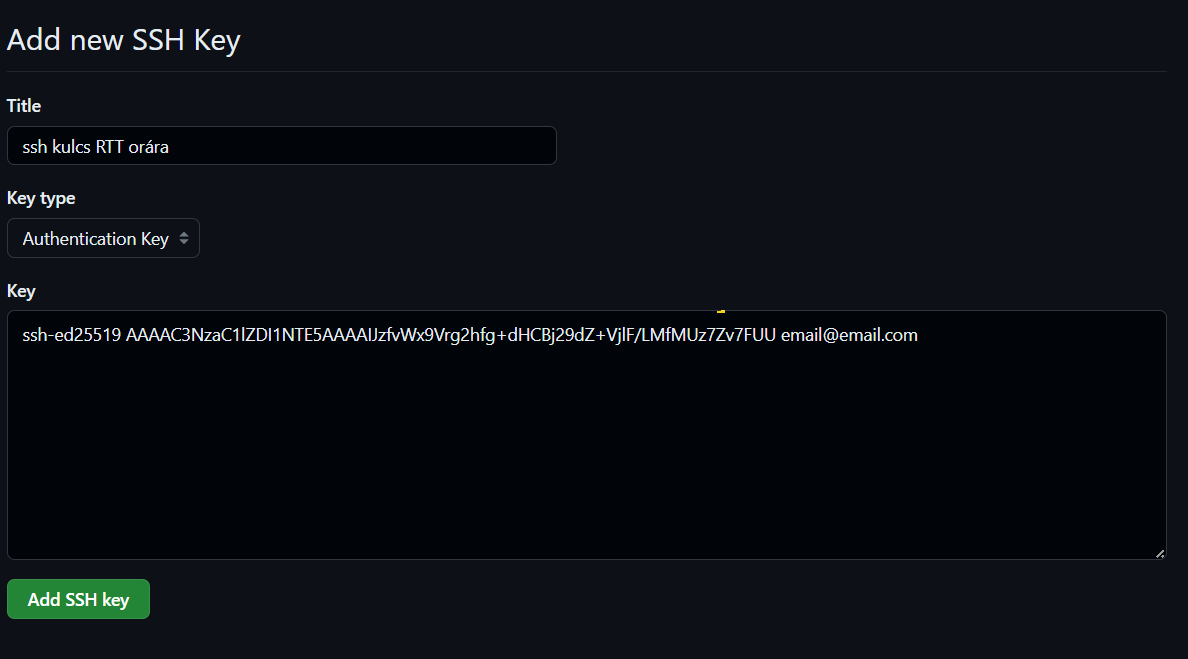 Add new SSH Key
Title
ssh kulcs RTT orára
Key type
Authentication Key
Key
ssh-ed25519 AAAAC3NzaC1lZDI1NTE5AAAAIJzfvWx9Vrg2hfg+dHCBj29dZ+VjlF/LMfMUz7Zv7FUU email@email.com
Add SSH key